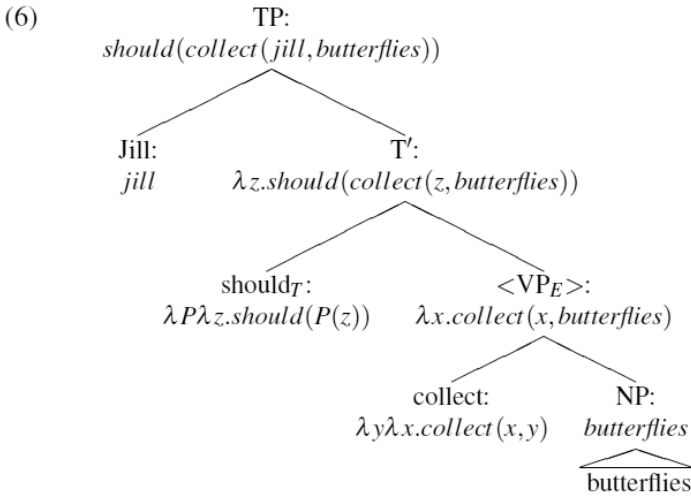 (6) TP:
should(collect(jill,butterflies))
Jill: T′:
jill λz.should(collect(z,butterflies))
should_T: <VP_E>:
λPλz.should(P(z)) λx.collect(x,butterflies)
collect: NP:
λyλx.collect(x,y) butterflies
butterflies